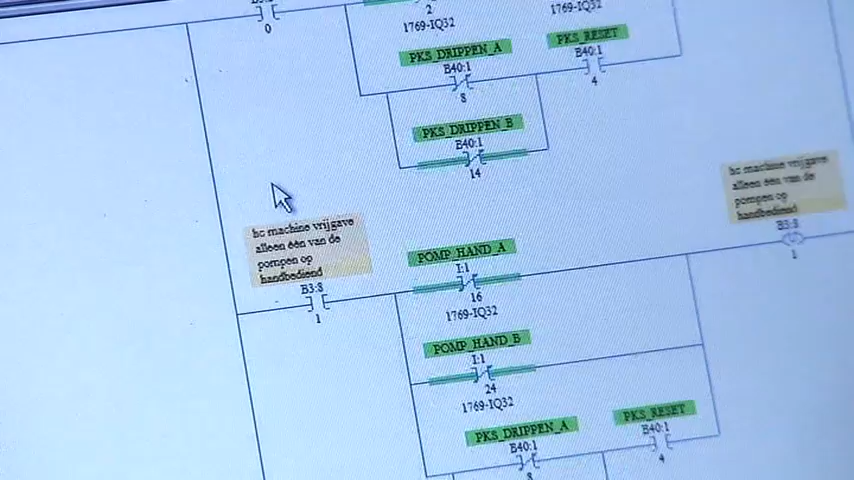 0
2
1769-IQ32
1769-IQ32
PKS_DRIPPEN_A
B40:1
8
PKS_RESET
B40:1
4
PKS_DRIPPEN_B
B40:1
14
hc machine vrijgave
alleen één van de
pompen op
handbediend
B3:8
1
hc machine vrijgave
alleen één van de
pompen op
handbediend
B3:8
1
POMP_HAND_A
I:1
16
1769-IQ32
POMP_HAND_B
I:1
24
1769-IQ32
PKS_DRIPPEN_A
B40:1
8
PKS_RESET
B40:1
4